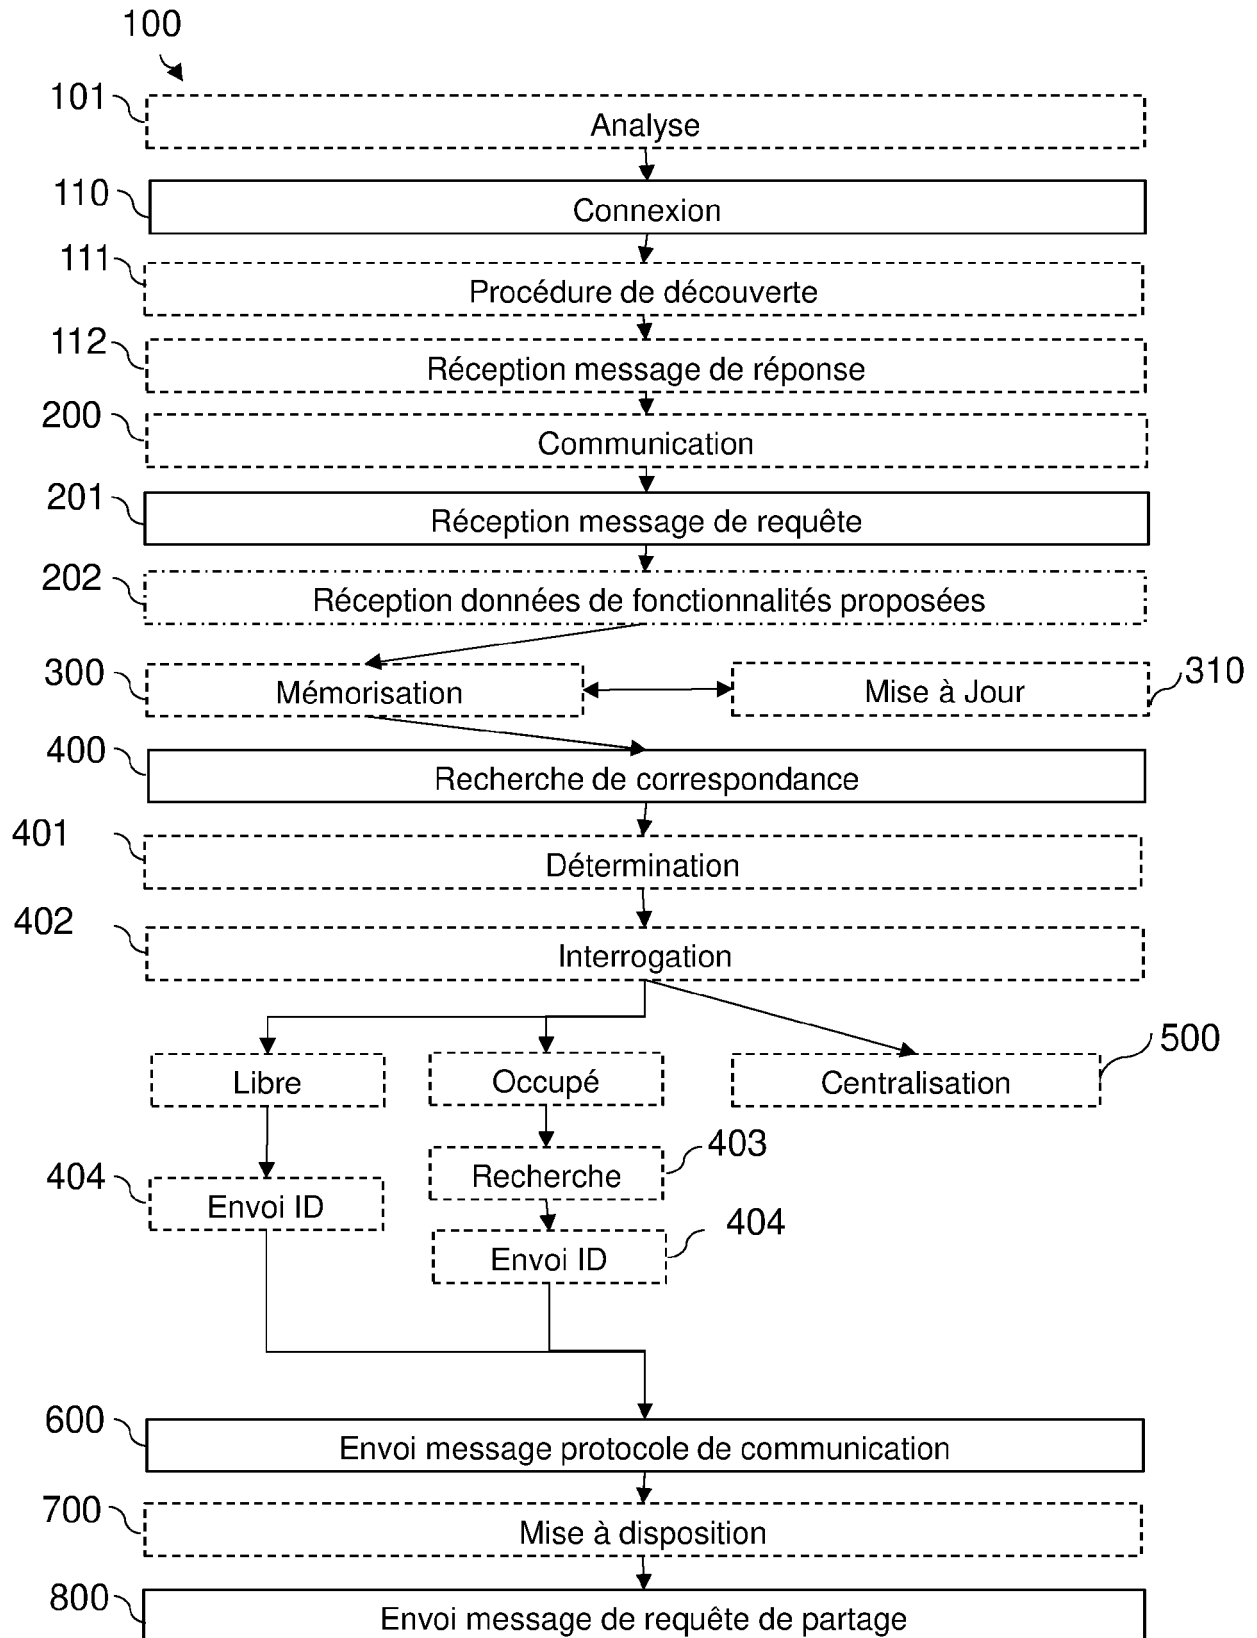 100
101
Analyse
110
Connexion
111
Procédure de découverte
112
Réception message de réponse
200
Communication
201
Réception message de requête
202
Réception données de fonctionnalités proposées
300
Mémorisation
Mise à Jour
310
400
Recherche de correspondance
401
Détermination
402
Interrogation
Libre
Occupé
Centralisation
500
404
Envoi ID
Recherche
403
Envoi ID
404
600
Envoi message protocole de communication
700
Mise à disposition
800
Envoi message de requête de partage